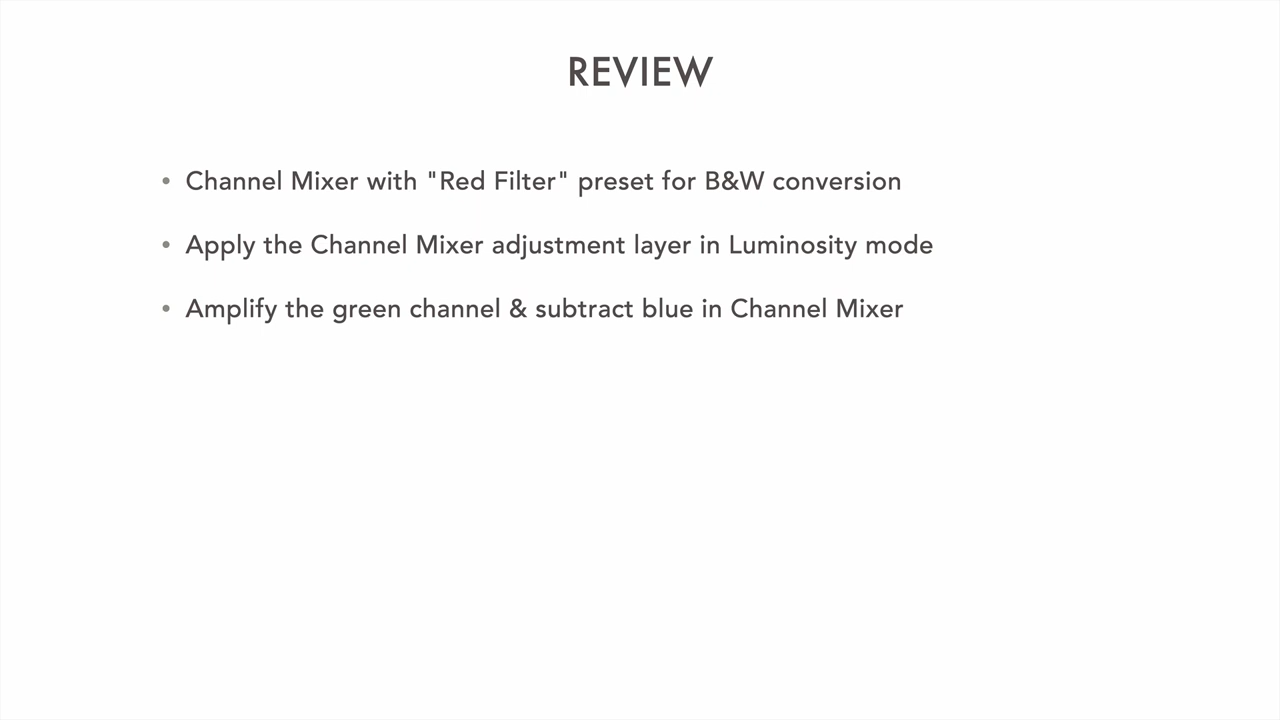 REVIEW
• Channel Mixer with "Red Filter" preset for B&W conversion
• Apply the Channel Mixer adjustment layer in Luminosity mode
• Amplify the green channel & subtract blue in Channel Mixer